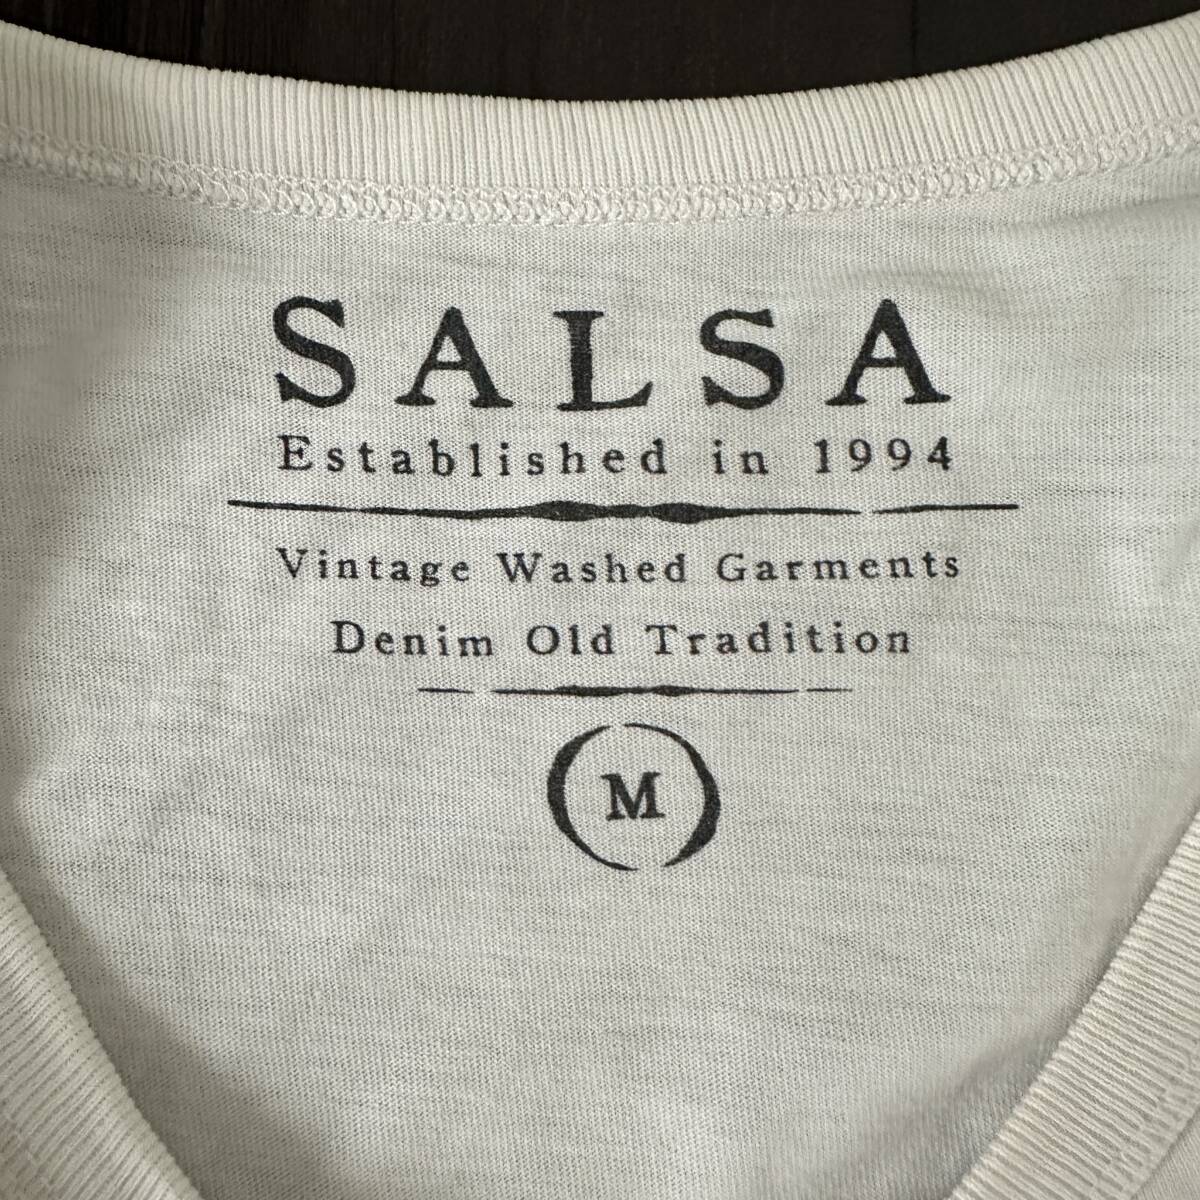 SALSA
Established in 1994
Vintage Washed Garments
Denim Old Tradition
M